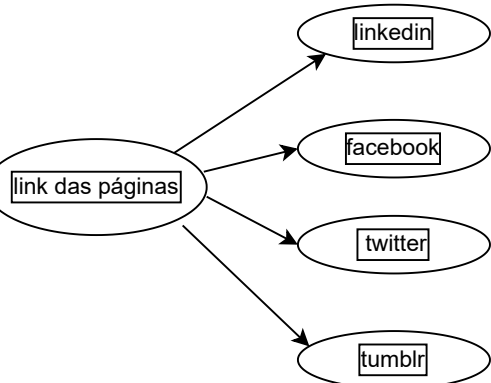 linkedin
facebook
link das páginas
twitter
tumblr